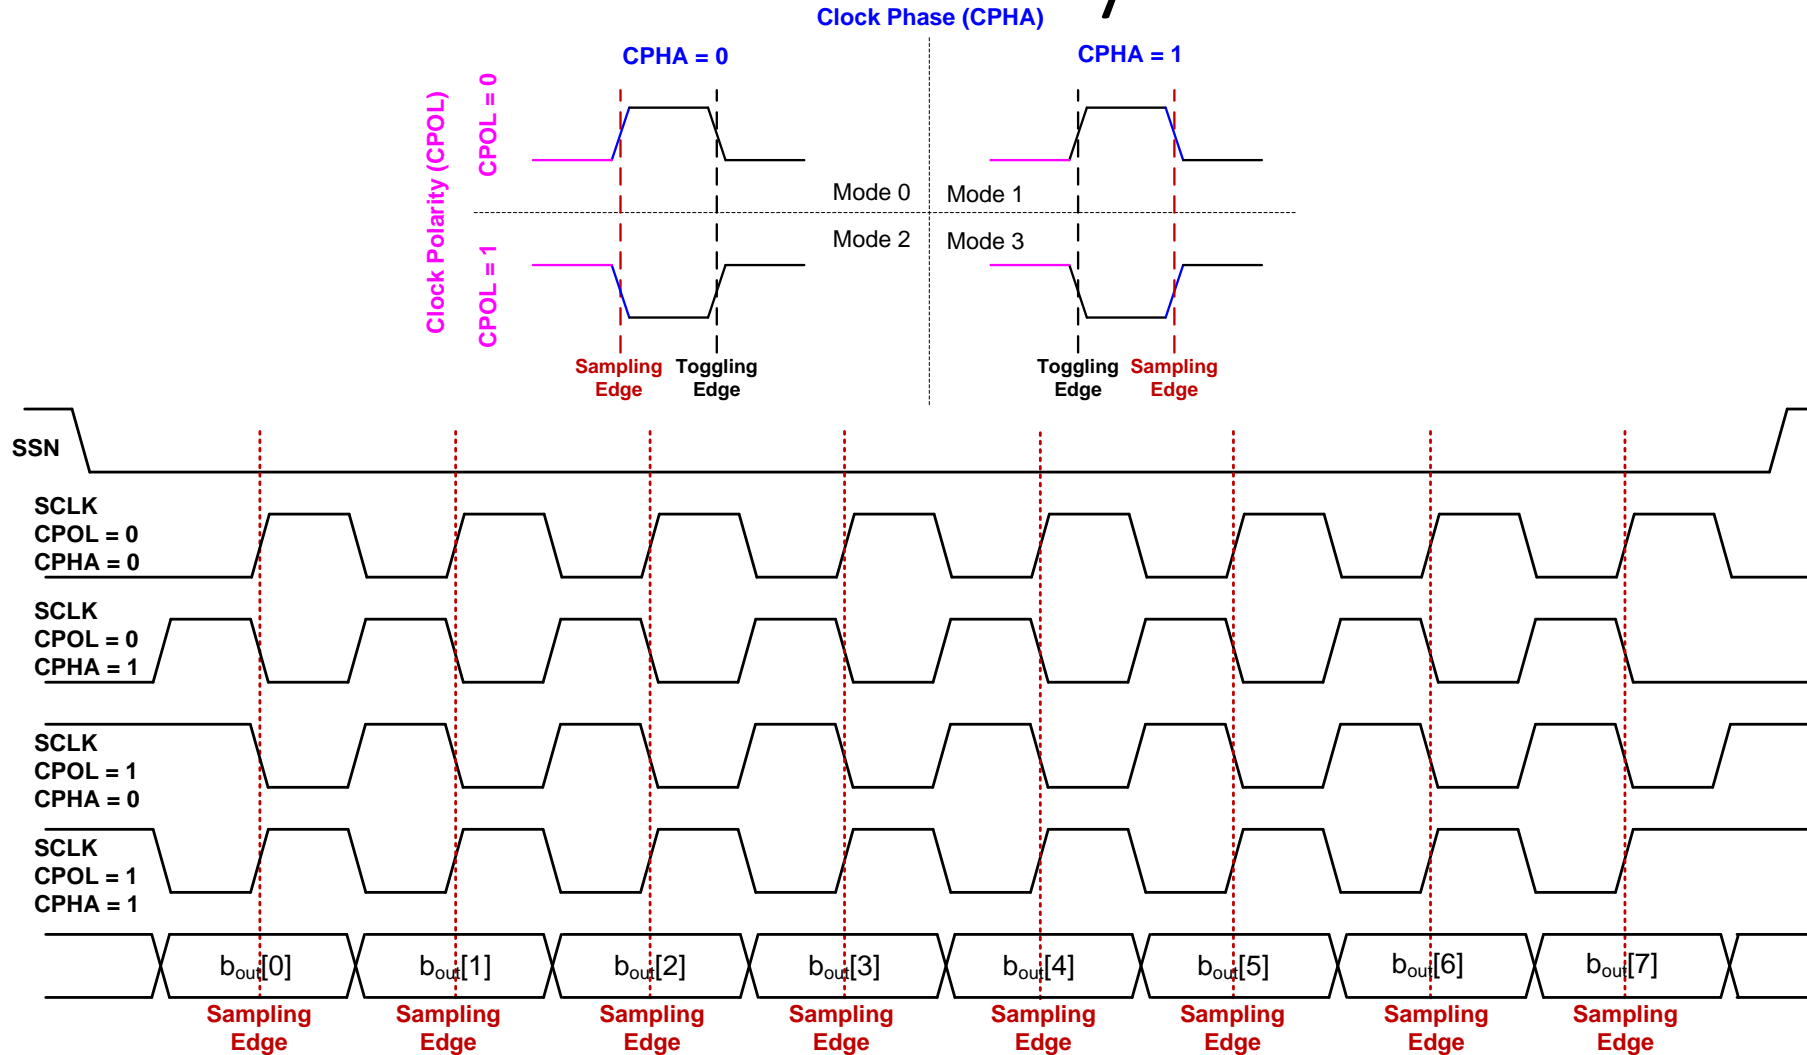 Clock Phase (CPHA)
CPHA = 0
CPHA = 1
Clock Polarity (CPOL)
CPOL = 0
CPOL = 1
Mode 0
Mode 1
Mode 2
Mode 3
Sampling
Edge
Toggling
Edge
Toggling
Edge
Sampling
Edge
SSN
SCLK
CPOL = 0
CPHA = 0
SCLK
CPOL = 0
CPHA = 1
SCLK
CPOL = 1
CPHA = 0
SCLK
CPOL = 1
CPHA = 1
bout[0] bout[1] bout[2] bout[3] bout[4] bout[5] bout[6] bout[7]
Sampling Sampling Sampling Sampling Sampling Sampling Sampling Sampling
Edge Edge Edge Edge Edge Edge Edge Edge